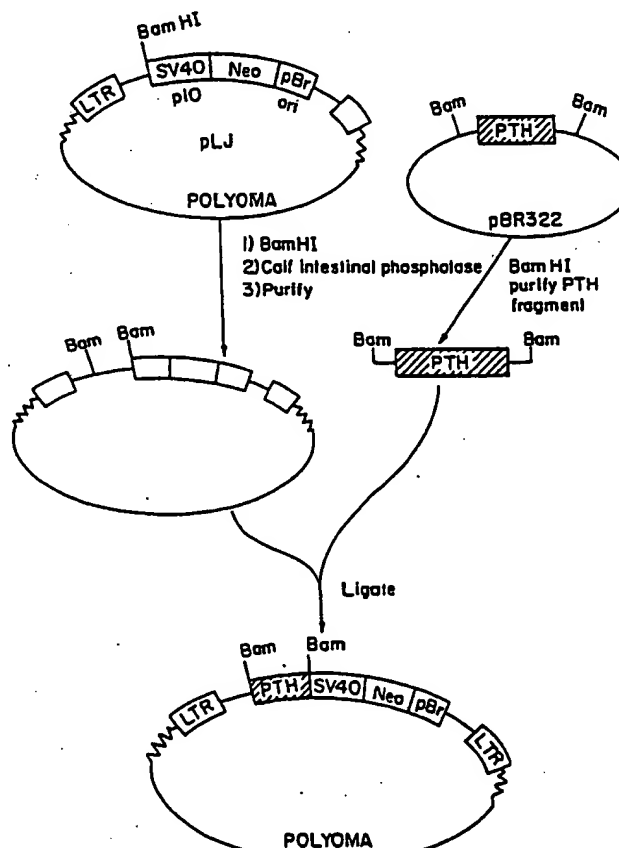 Bam HI
SV40 Neo pBr
LTR
pIO ori
pLJ
POLYOMA
Bam Bam
PTH
pBR322
1) BamHI
2) Calf intestinal phosphatase
3) Purify
Bam HI
purify PTH
fragment
Bam Bam
PTH
Bam Bam
Ligate
Bam Bam
PTH SV40 Neo pBr
LTR LTR
POLYOMA